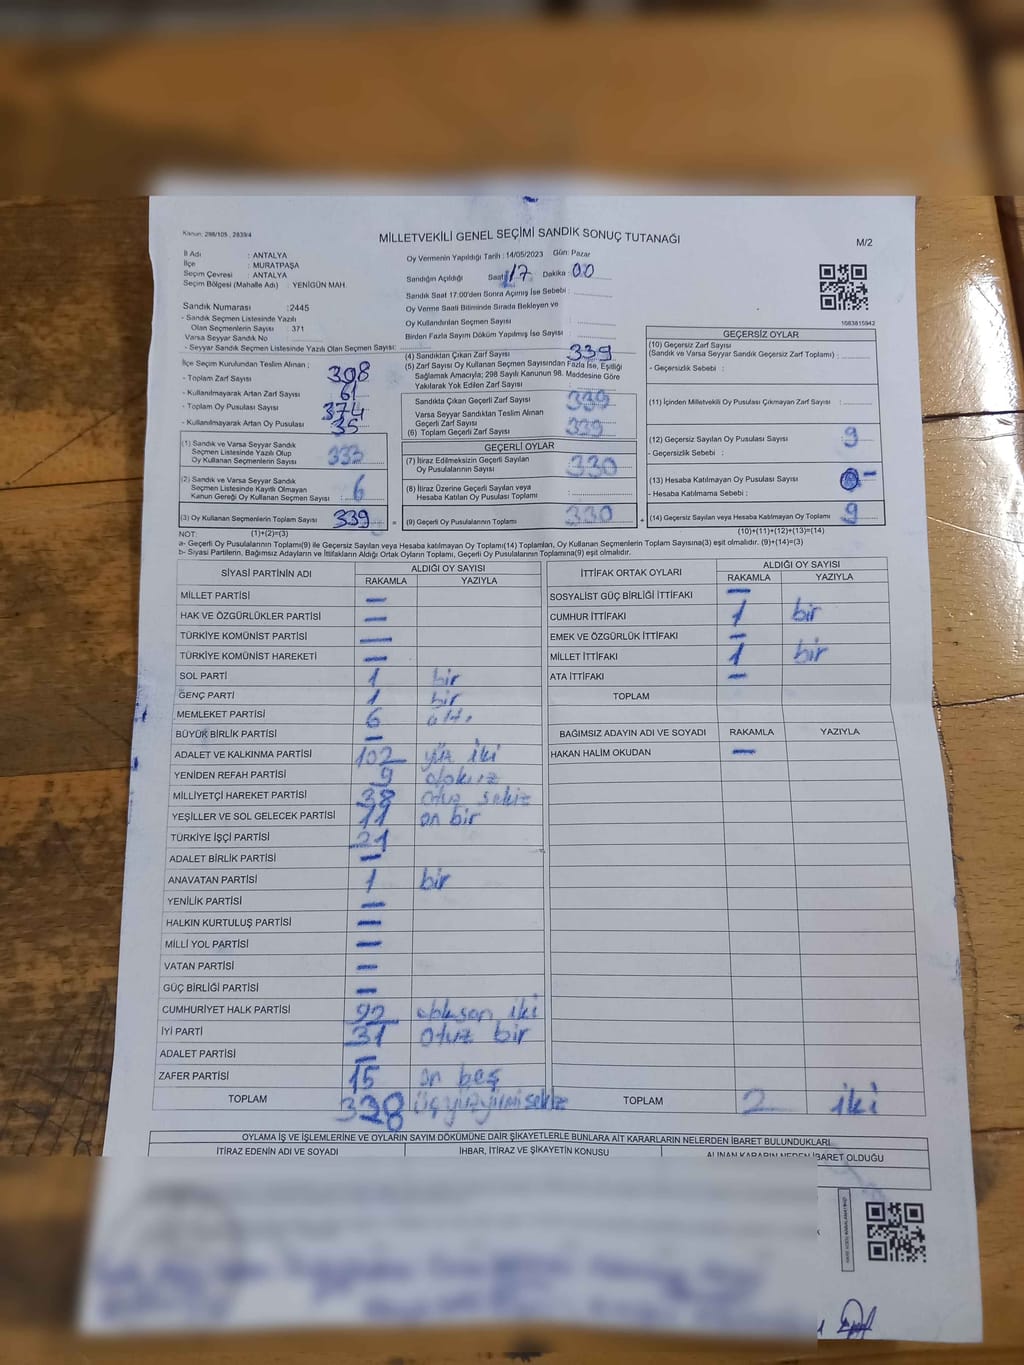 Kanun: 298/105 , 2839/4
MİLLETVEKİLİ GENEL SEÇİMİ SANDIK SONUÇ TUTANAĞI
M/2
İl Adı : ANTALYA
İlçe : MURATPAŞA
Seçim Çevresi : ANTALYA
Seçim Bölgesi (Mahalle Adı) : YENİGÜN MAH.
Oy Vermenin Yapıldığı Tarih : 14/05/2023 Gün: Pazar
Sandığın Açıldığı Saat: 17 Dakika : 00
Sandık Saat 17.00'den Sonra Açılmış İse Sebebi :
Oy Verme Saati Bitiminde Sırada Bekleyen ve
Oy Kullandırılan Seçmen Sayısı :
Birden Fazla Sayım Döküm Yapılmış İse Sayısı :
1083815942
Sandık Numarası : 2445
- Sandık Seçmen Listesinde Yazılı
Olan Seçmenlerin Sayısı : 371
Varsa Seyyar Sandık No :
- Seyyar Sandık Seçmen Listesinde Yazılı Olan Seçmen Sayısı:
İlçe Seçim Kurulundan Teslim Alınan ;
- Toplam Zarf Sayısı : 398
- Kullanılmayarak Artan Zarf Sayısı : 61
- Toplam Oy Pusulası Sayısı : 374
- Kullanılmayarak Artan Oy Pusulası : 35
(1) Sandık ve Varsa Seyyar Sandık
Seçmen Listesinde Yazılı Olup
Oy Kullanan Seçmenlerin Sayısı : 333
(2) Sandık ve Varsa Seyyar Sandık
Seçmen Listesinde Kayıtlı Olmayan
Kanun Gereği Oy Kullanan Seçmen Sayısı : 6
(3) Oy Kullanan Seçmenlerin Toplam Sayısı : 339
(1)+(2)=(3)
(4) Sandıktan Çıkan Zarf Sayısı : 339
(5) Zarf Sayısı Oy Kullanan Seçmen Sayısından Fazla İse, Eşitliği
Sağlamak Amacıyla; 298 Sayılı Kanunun 98. Maddesine Göre
Yakılarak Yok Edilen Zarf Sayısı :
Sandıkta Çıkan Geçerli Zarf Sayısı : 339
Varsa Seyyar Sandıktan Teslim Alınan
Geçerli Zarf Sayısı :
(6) Toplam Geçerli Zarf Sayısı : 339
GEÇERLİ OYLAR
(7) İtiraz Edilmeksizin Geçerli Sayılan
Oy Pusulalarının Sayısı : 330
(8) İtiraz Üzerine Geçerli Sayılan veya
Hesaba Katılan Oy Pusulası Toplamı :
(9) Geçerli Oy Pusulalarının Toplamı : 330
GEÇERSİZ OYLAR
(10) Geçersiz Zarf Sayısı
(Sandık ve Varsa Seyyar Sandık Geçersiz Zarf Toplamı) :
- Geçersizlik Sebebi :
(11) İçinden Milletvekili Oy Pusulası Çıkmayan Zarf Sayısı :
(12) Geçersiz Sayılan Oy Pusulası Sayısı : 9
- Geçersizlik Sebebi :
(13) Hesaba Katılmayan Oy Pusulası Sayısı : -
- Hesaba Katılmama Sebebi :
(14) Geçersiz Sayılan veya Hesaba Katılmayan Oy Toplamı : 9
(10)+(11)+(12)+(13)=(14)
NOT:
a- Geçerli Oy Pusulalarının Toplamı(9) ile Geçersiz Sayılan veya Hesaba katılmayan Oy Toplamı(14) Toplamları, Oy Kullanan Seçmenlerin Toplam Sayısına(3) eşit olmalıdır. (9)+(14)=(3)
b- Siyasi Partilerin, Bağımsız Adayların ve İttifakların Aldığı Oy Ortak Oyların Toplamı, Geçerli Oy Pusulalarının Toplamına(9) eşit olmalıdır.
SİYASİ PARTİNİN ADI ALDIĞI OY SAYISI
RAKAMLA YAZIYLA
MİLLET PARTİSİ -
HAK VE ÖZGÜRLÜKLER PARTİSİ -
TÜRKİYE KOMÜNİST PARTİSİ -
TÜRKİYE KOMÜNİST HAREKETİ -
SOL PARTİ 1 bir
GENÇ PARTİ 1 bir
MEMLEKET PARTİSİ 6 altı
BÜYÜK BİRLİK PARTİSİ -
ADALET VE KALKINMA PARTİSİ 102 yüz iki
YENİDEN REFAH PARTİSİ 9 dokuz
MİLLİYETÇİ HAREKET PARTİSİ 38 otuz sekiz
YEŞİLLER VE SOL GELECEK PARTİSİ 11 on bir
TÜRKİYE İŞÇİ PARTİSİ 21
ADALET BİRLİK PARTİSİ -
ANAVATAN PARTİSİ 1 bir
YENİLİK PARTİSİ -
HALKIN KURTULUŞ PARTİSİ -
MİLLİ YOL PARTİSİ -
VATAN PARTİSİ -
GÜÇ BİRLİĞİ PARTİSİ -
CUMHURİYET HALK PARTİSİ 92 doksan iki
İYİ PARTİ 31 otuz bir
ADALET PARTİSİ -
ZAFER PARTİSİ 15 on beş
TOPLAM 328 üçyüzyirmisekiz
İTTİFAK ORTAK OYLARI ALDIĞI OY SAYISI
RAKAMLA YAZIYLA
SOSYALİST GÜÇ BİRLİĞİ İTTİFAKI -
CUMHUR İTTİFAKI 1 bir
EMEK VE ÖZGÜRLÜK İTTİFAKI -
MİLLET İTTİFAKI 1 bir
ATA İTTİFAKI -
TOPLAM
BAĞIMSIZ ADAYIN ADI VE SOYADI RAKAMLA YAZIYLA
HAKAN HALİM OKUDAN -
TOPLAM 2 iki
OYLAMA İŞ VE İŞLEMLERİNE VE OYLARIN SAYIM DÖKÜMÜNE DAİR ŞİKAYETLERLE BUNLARA AİT KARARLARIN NELERDEN İBARET BULUNDUKLARI
İTİRAZ EDENİN ADI VE SOYADI İHBAR, İTİRAZ VE ŞİKAYETİN KONUSU ALINAN KARARIN NEDEN İBARET OLDUĞU